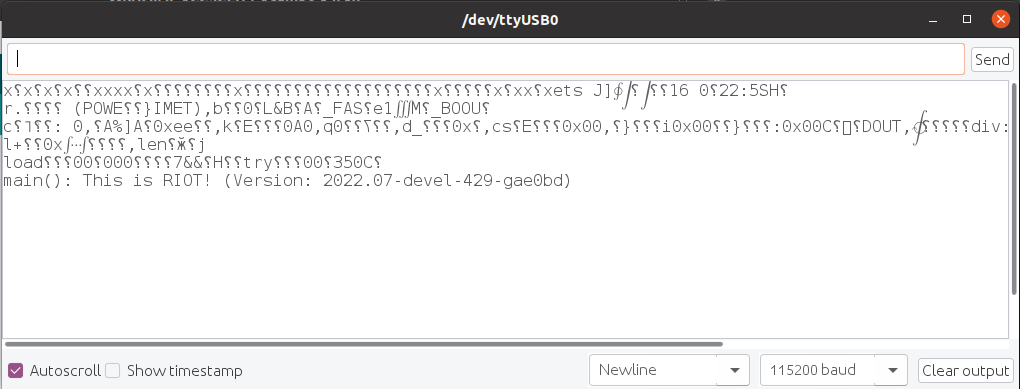 /dev/ttyUSB0
Send
x⸮x⸮x⸮x⸮⸮xxxx⸮x⸮⸮⸮⸮⸮⸮⸮⸮x⸮⸮⸮⸮⸮⸮⸮⸮⸮⸮⸮⸮⸮⸮⸮⸮⸮⸮⸮x⸮⸮⸮⸮⸮x⸮xx⸮xets J]∮⸮∫⸮⸮16 0⸮22:5SH⸮
r.⸮⸮⸮⸮ (POWE⸮⸮}IMET),b⸮⸮0⸮L&B⸮A⸮_FAS⸮e1∭M⸮_BOOU⸮
c⸮ך⸮⸮: 0,⸮A%]A⸮0xee⸮⸮,k⸮E⸮⸮⸮0A0,q0⸮⸮⸮⸮,d_⸮⸮⸮0x⸮,cs⸮E⸮⸮⸮0x00,⸮}⸮⸮⸮i0x00⸮⸮}⸮⸮⸮:0x00C⸮▯⸮DOUT,∲⸮⸮⸮⸮⸮div:
l+⸮⸮0x∫⋯∫⸮⸮⸮⸮,len⸮ӂ⸮j
load⸮⸮⸮00⸮000⸮⸮⸮⸮7&&⸮H⸮⸮try⸮⸮⸮00⸮350C⸮
main(): This is RIOT! (Version: 2022.07-devel-429-gae0bd)
Autoscroll Show timestamp Newline 115200 baud Clear output